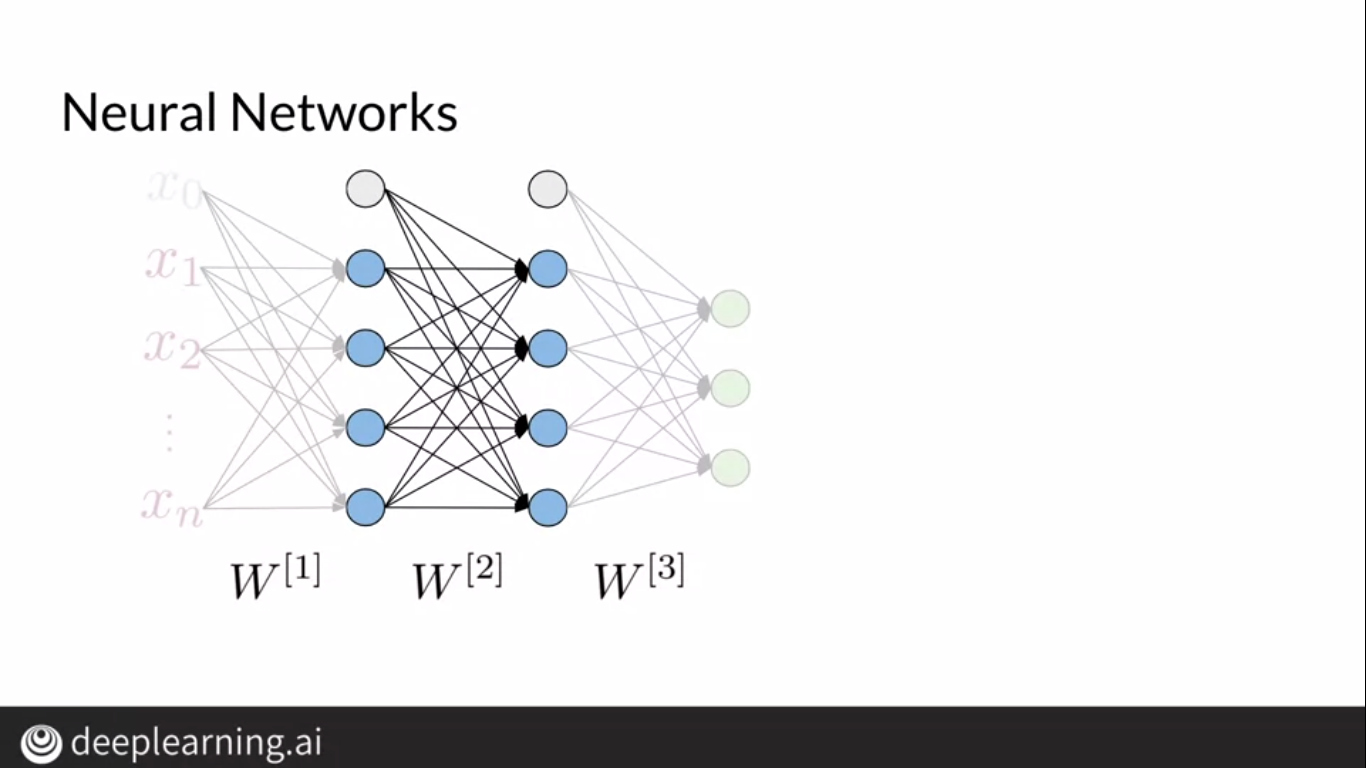 Neural Networks
x₀
x₁
x₂
⋮
xₙ
W^[1] W^[2] W^[3]
deeplearning.ai